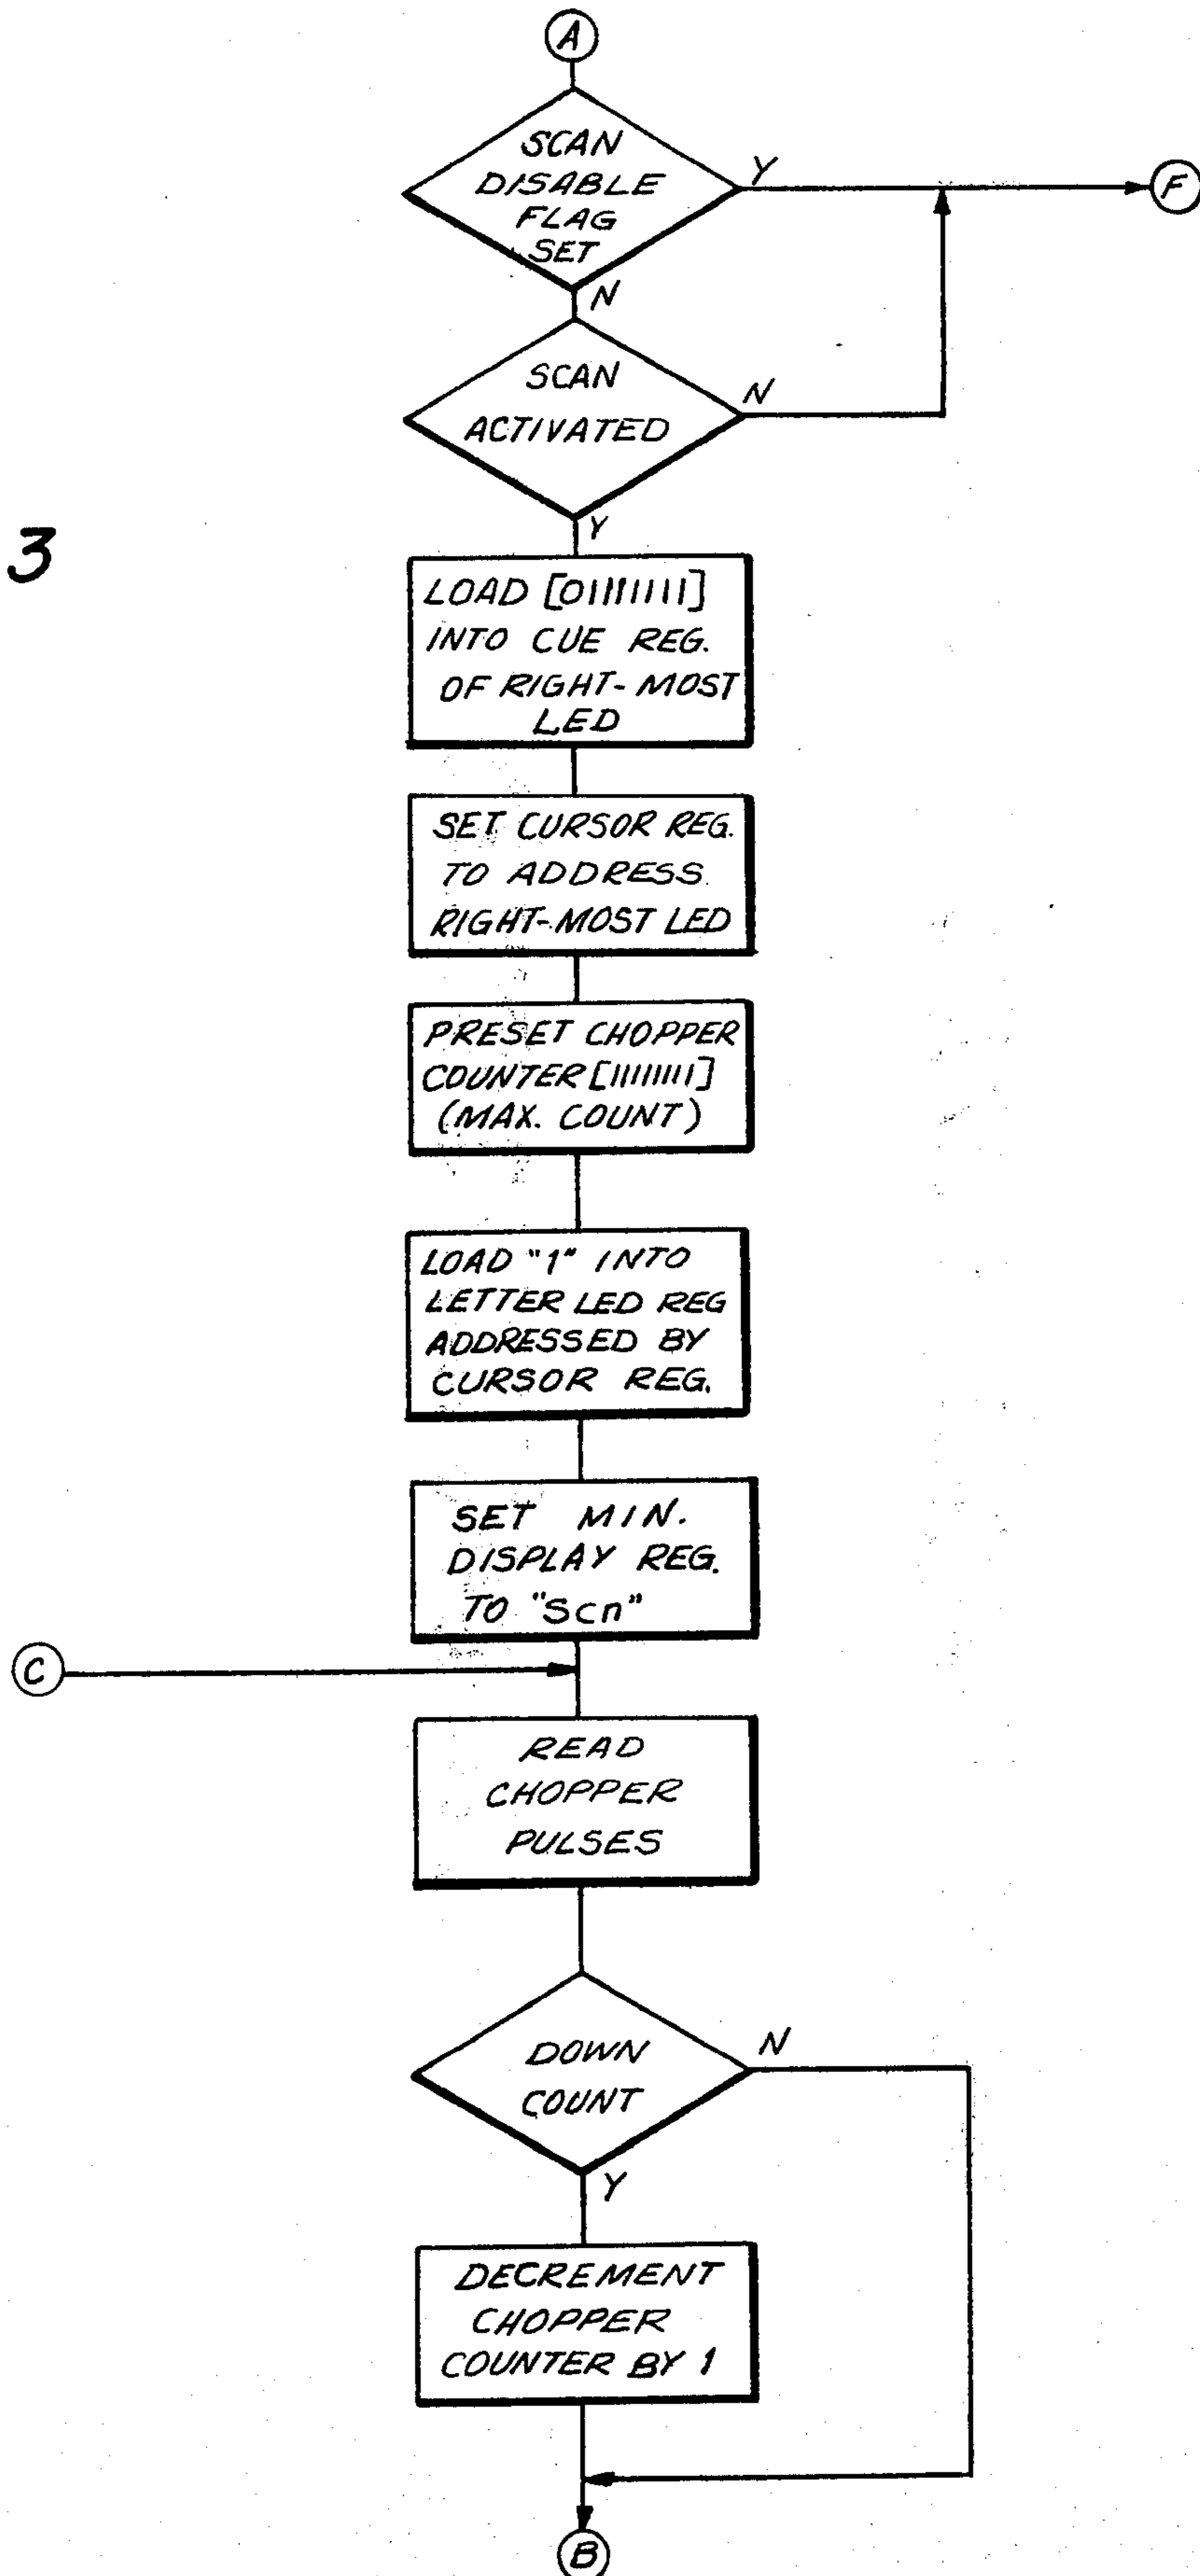 A
SCAN
DISABLE
FLAG
SET
Y
F
N
SCAN
ACTIVATED
N
Y
3
LOAD [01111111]
INTO CUE REG.
OF RIGHT-MOST
LED
SET CURSOR REG.
TO ADDRESS
RIGHT-MOST LED
PRESET CHOPPER
COUNTER [11111111]
(MAX. COUNT)
LOAD "1" INTO
LETTER LED REG
ADDRESSED BY
CURSOR REG.
SET MIN.
DISPLAY REG.
TO "Scn"
C
READ
CHOPPER
PULSES
DOWN
COUNT
N
Y
DECREMENT
CHOPPER
COUNTER BY 1
B